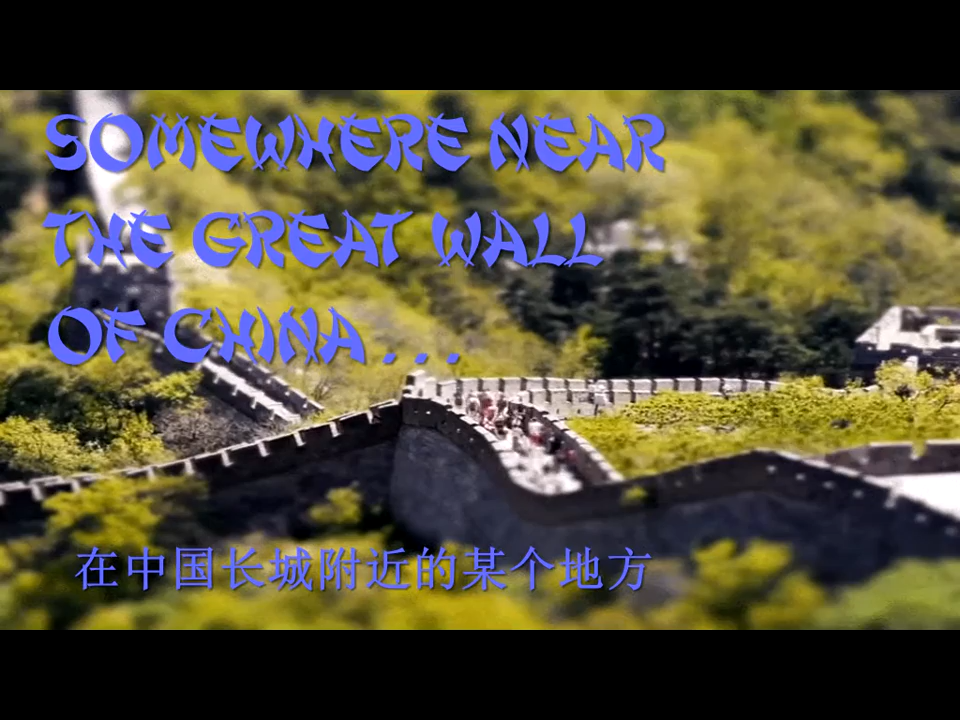 SOMEWHERE NEAR
THE GREAT WALL
OF CHINA . . .
在中国长城附近的某个地方